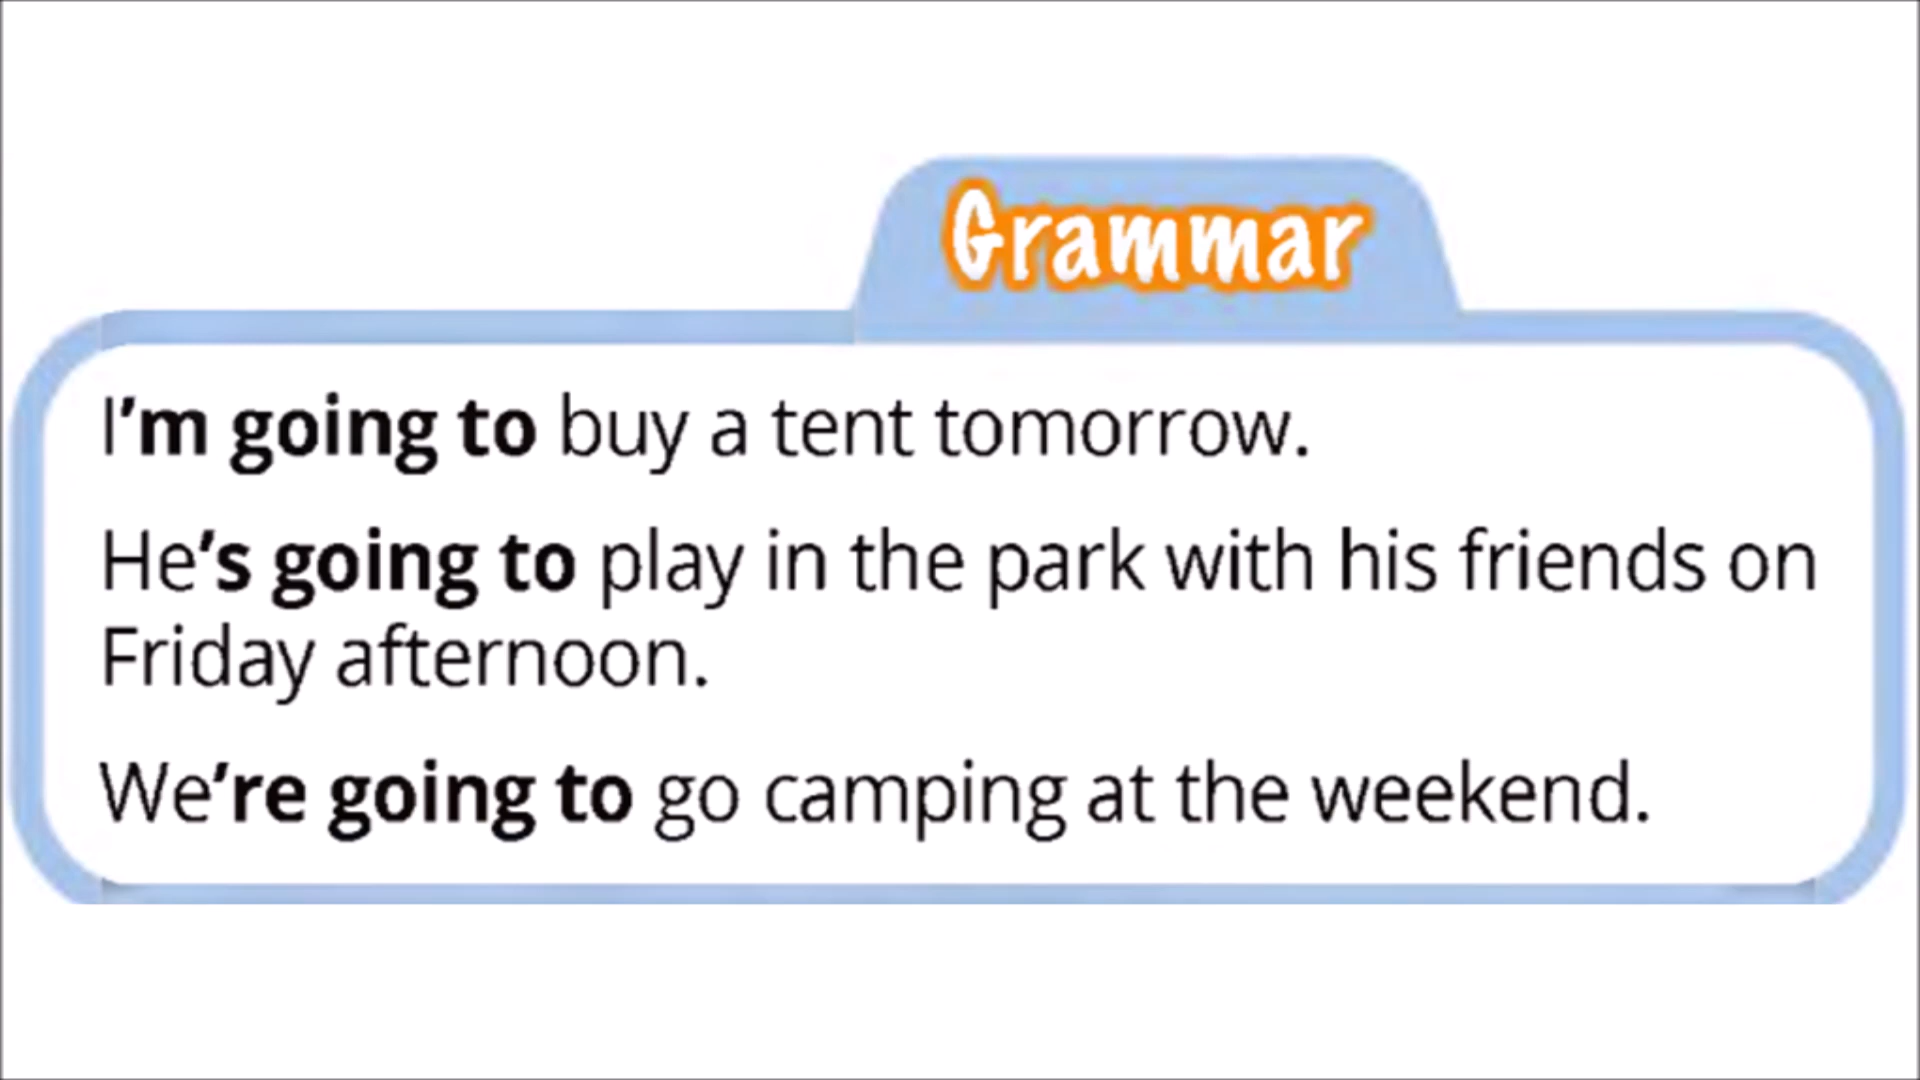 Grammar
I’m going to buy a tent tomorrow.
He’s going to play in the park with his friends on
Friday afternoon.
We’re going to go camping at the weekend.